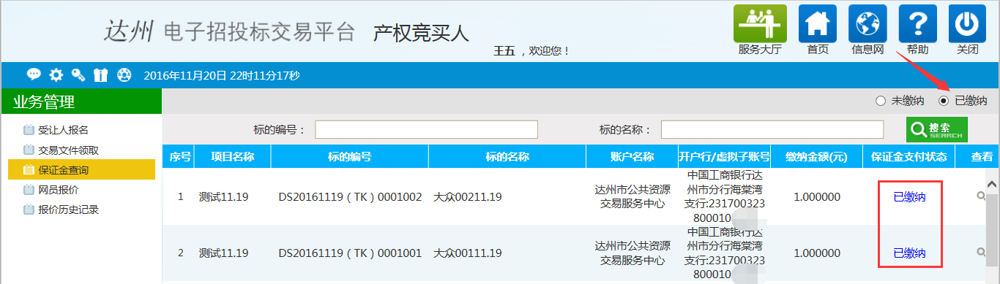 达州 电子招投标交易平台 产权竞买人
王五 ，欢迎您！
服务大厅 首页 信息网 帮助 关闭
2016年11月20日 22时11分17秒
业务管理
未缴纳 已缴纳
受让人报名
交易文件领取
保证金查询
网员报价
报价历史记录
标的编号： 标的名称： 搜索 SEARCH
序号 项目名称 标的编号 标的名称 账户名称 开户行/虚拟子账号 缴纳金额(元) 保证金支付状态 查看
1 测试11.19 DS20161119（TK）0001002 大众00211.19 达州市公共资源
交易服务中心 中国工商银行达
州市分行海棠湾
支行:231700323
800010 1.000000 已缴纳
2 测试11.19 DS20161119（TK）0001001 大众00111.19 达州市公共资源
交易服务中心 中国工商银行达
州市分行海棠湾
支行:231700323
800010 1.000000 已缴纳